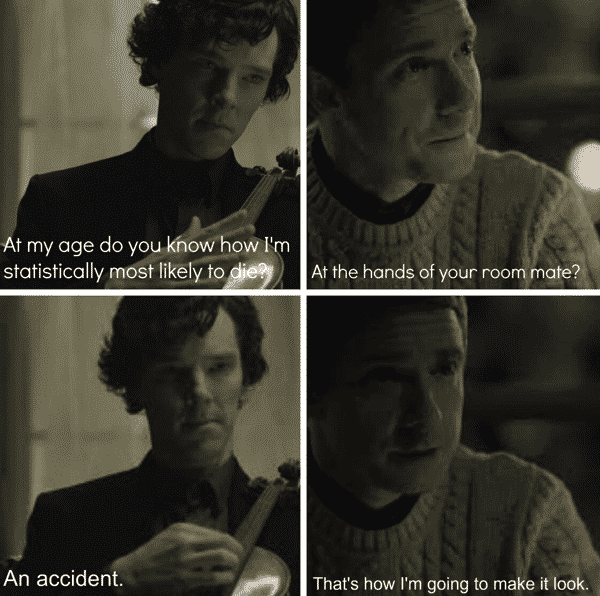 At my age do you know how I'm
statistically most likely to die?
At the hands of your room mate?
An accident.
That's how I'm going to make it look.